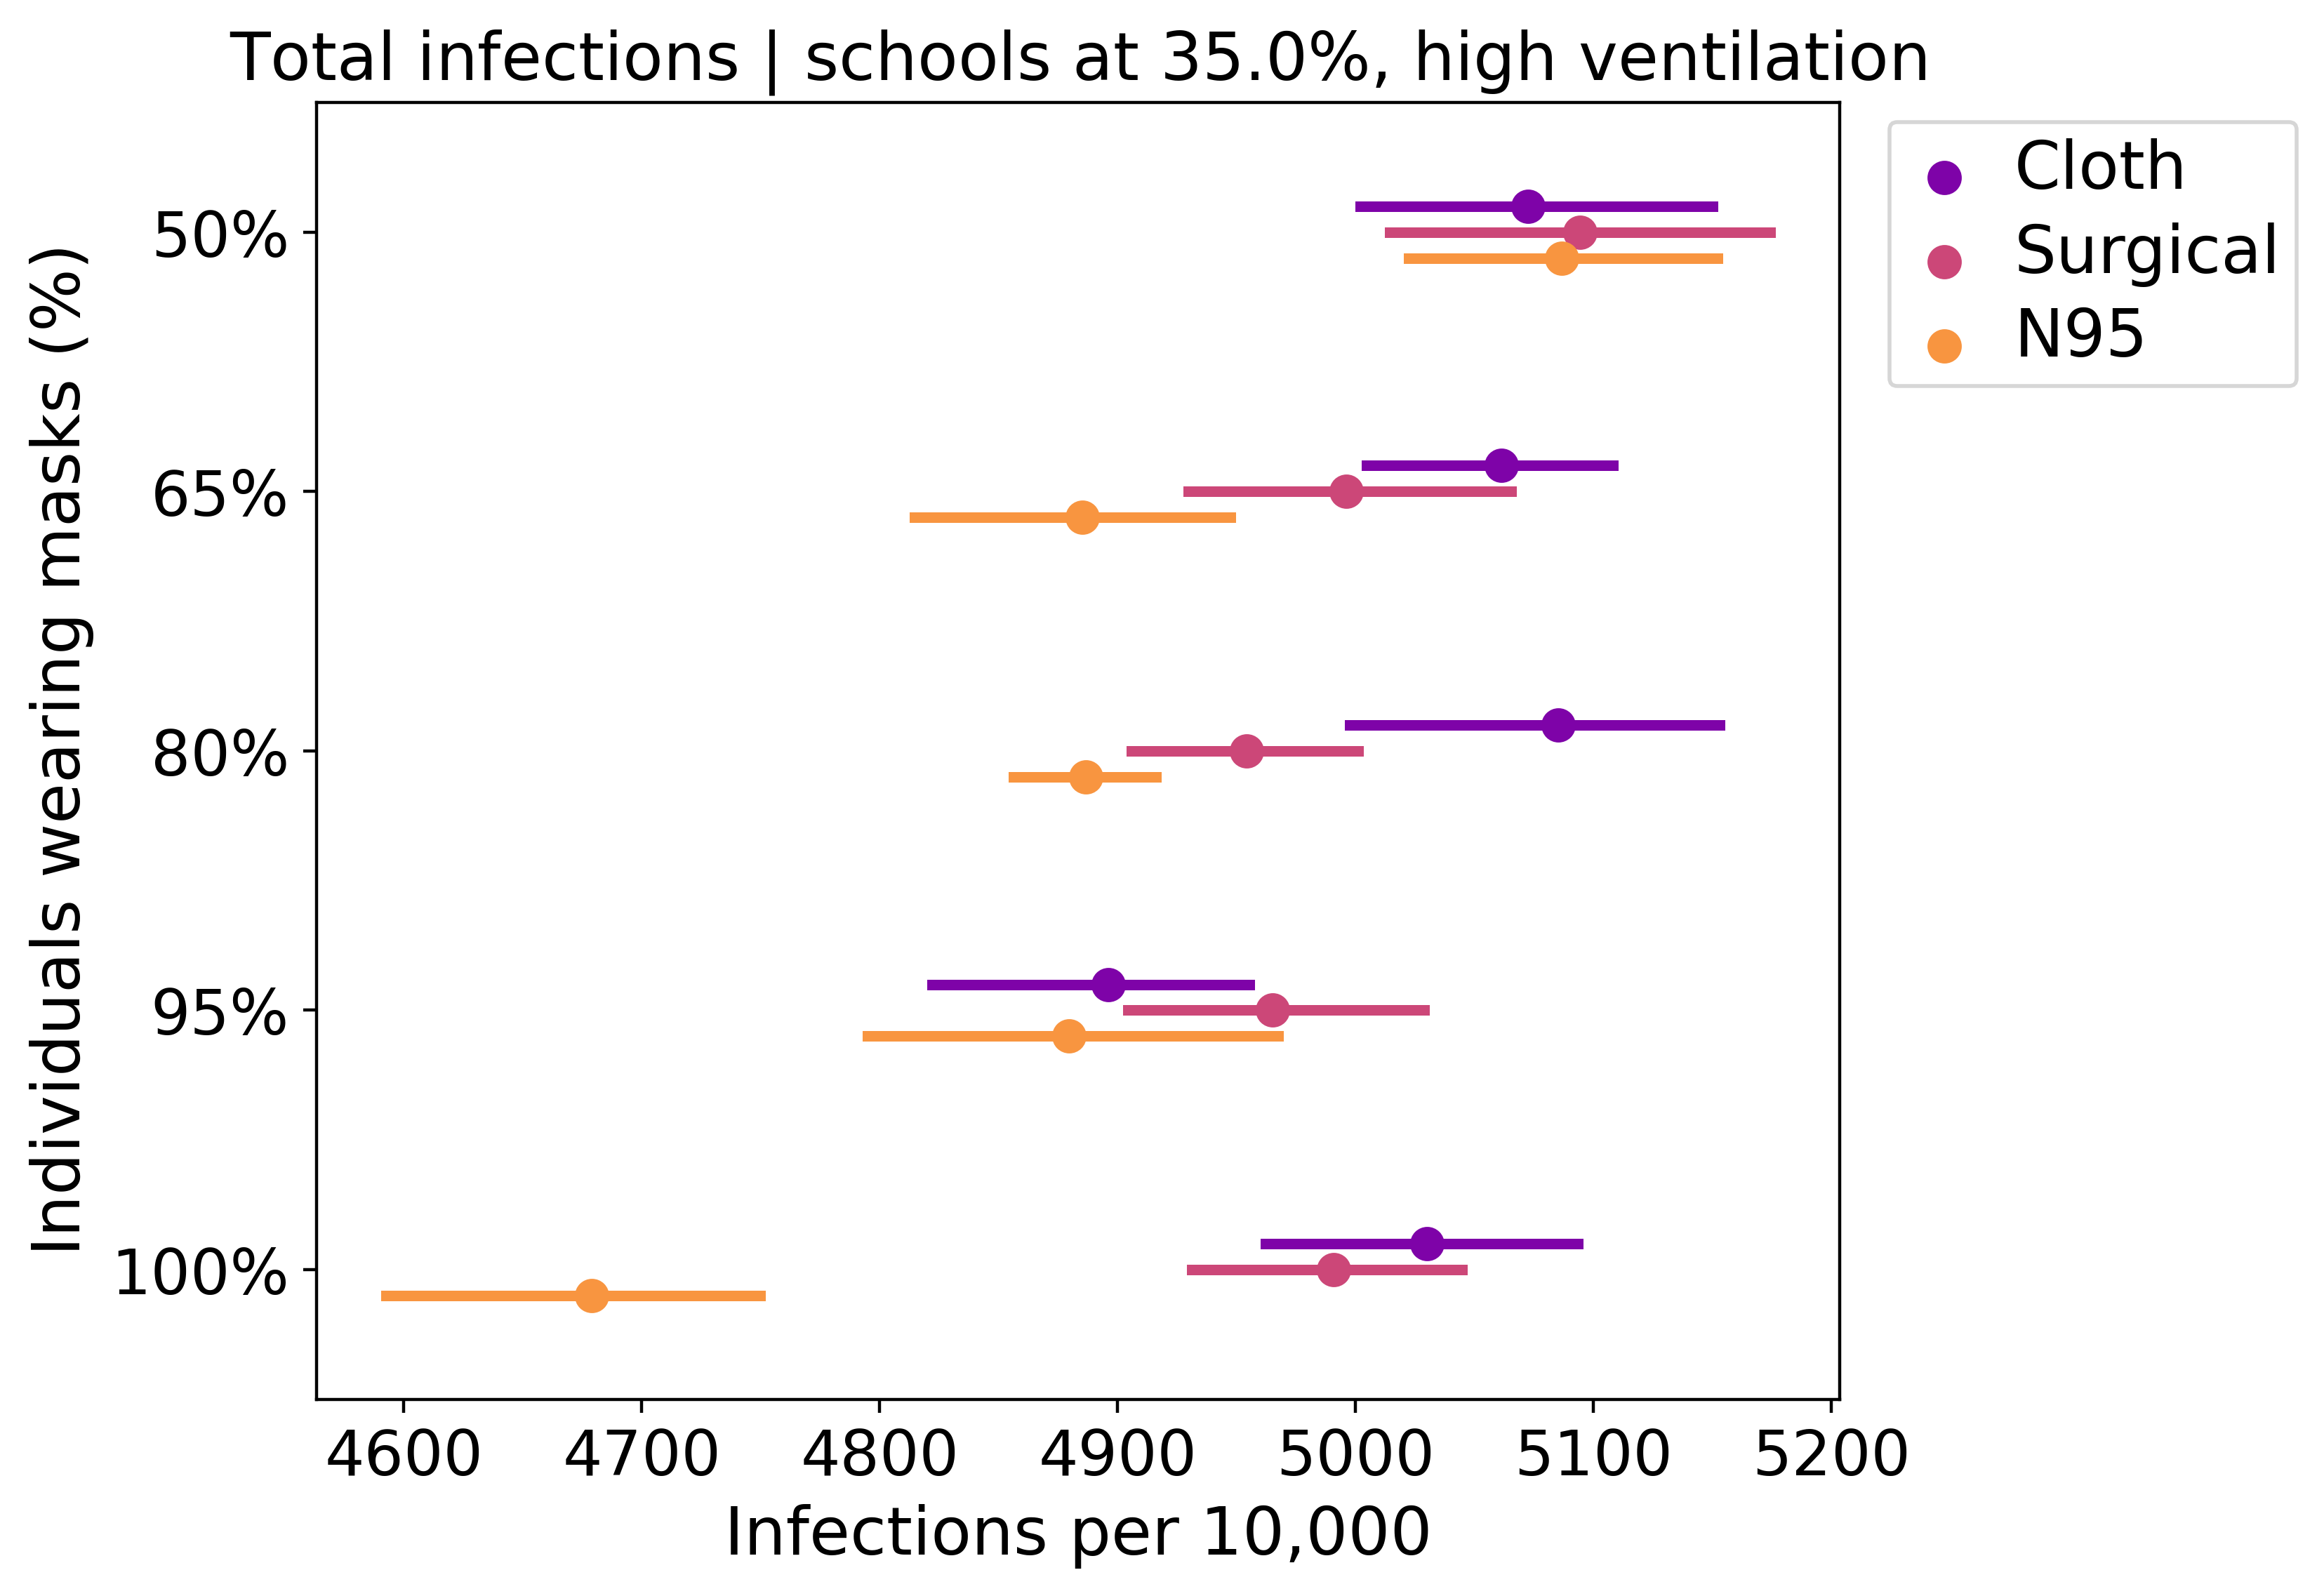 Total infections | schools at 35.0%, high ventilation
Cloth
Surgical
N95
Individuals wearing masks (%)
50%
65%
80%
95%
100%
4600 4700 4800 4900 5000 5100 5200
Infections per 10,000